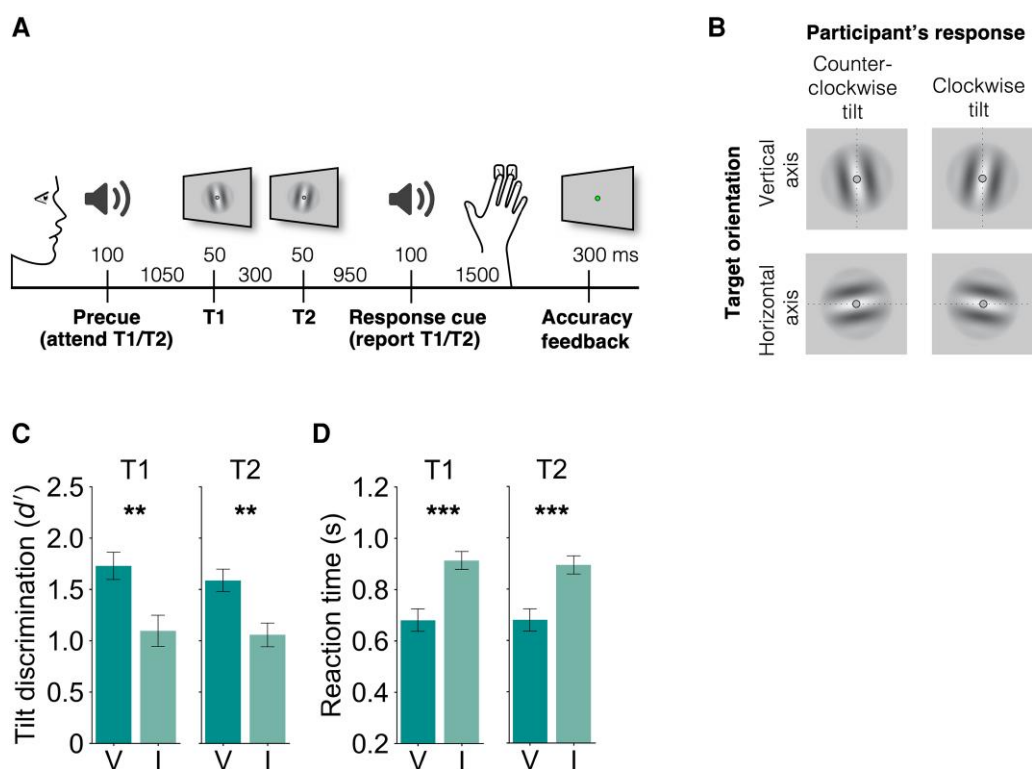 A
100
1050
50
300
50
950
100
1500
300 ms
Precue
(attend T1/T2)
T1
T2
Response cue
(report T1/T2)
Accuracy
feedback
B
Participant's response
Counter-
clockwise
tilt
Clockwise
tilt
Target orientation
Vertical
axis
Horizontal
axis
C
T1
T2
Tilt discrimination (d′)
2.5
2.0
1.5
1.0
0.5
0
**
**
V
I
V
I
D
T1
T2
Reaction time (s)
1.2
1.0
0.8
0.6
0.4
0.2
***
***
V
I
V
I